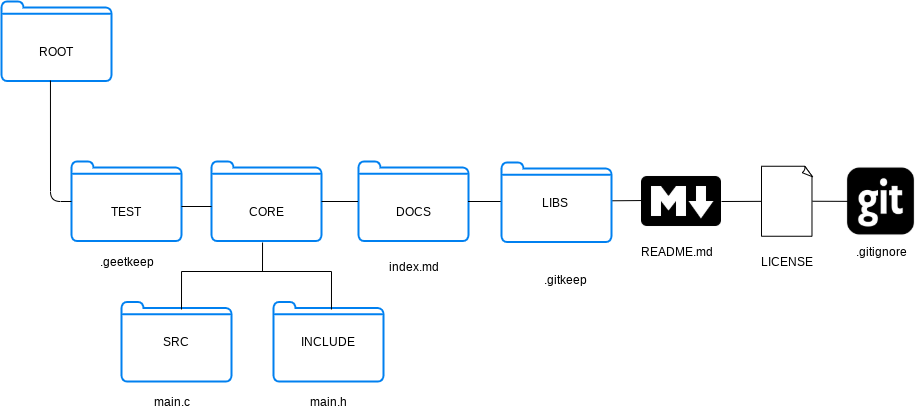 ROOT
TEST
CORE
DOCS
LIBS
M
git
.geetkeep
index.md
.gitkeep
README.md
LICENSE
.gitignore
SRC
INCLUDE
main.c
main.h